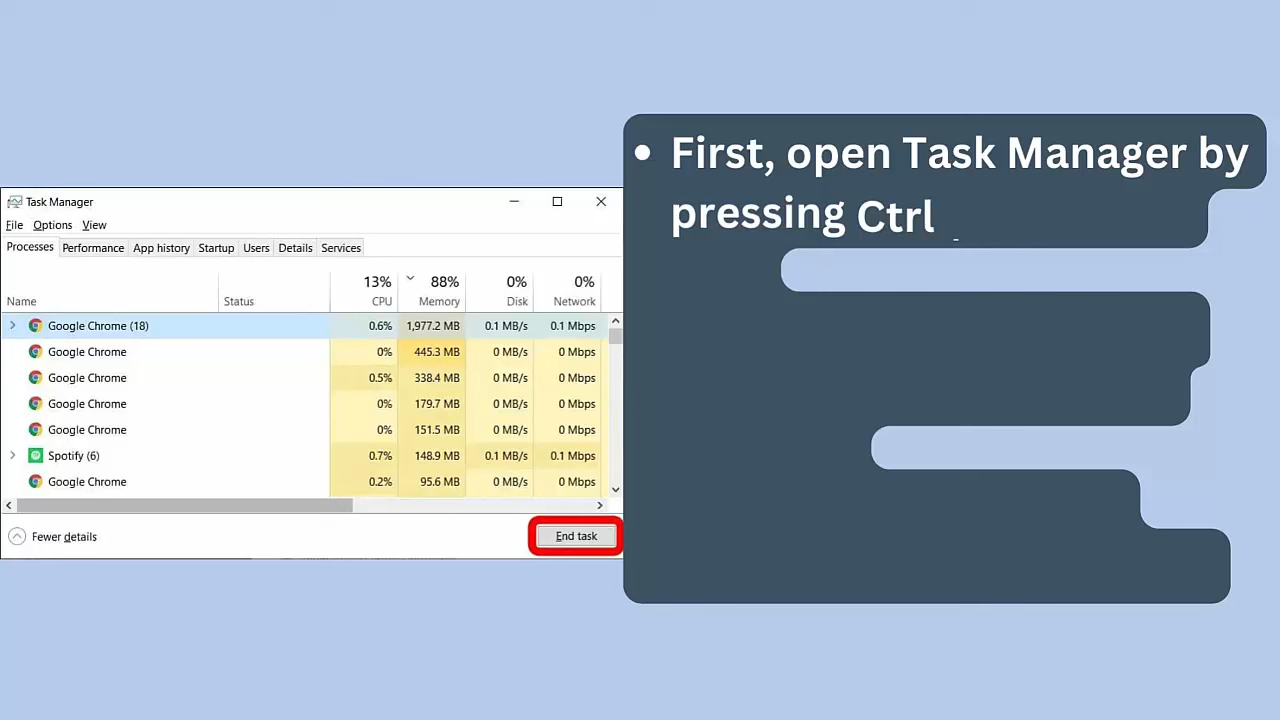 Task Manager
File Options View
Processes Performance App history Startup Users Details Services
13% 88% 0% 0%
Name Status CPU Memory Disk Network
Google Chrome (18) 0.6% 1,977.2 MB 0.1 MB/s 0.1 Mbps
Google Chrome 0% 445.3 MB 0 MB/s 0 Mbps
Google Chrome 0.5% 338.4 MB 0 MB/s 0 Mbps
Google Chrome 0% 179.7 MB 0 MB/s 0 Mbps
Google Chrome 0% 151.5 MB 0 MB/s 0 Mbps
Spotify (6) 0.7% 148.9 MB 0.1 MB/s 0.1 Mbps
Google Chrome 0.2% 95.6 MB 0 MB/s 0 Mbps
Fewer details End task
• First, open Task Manager by
pressing Ctrl